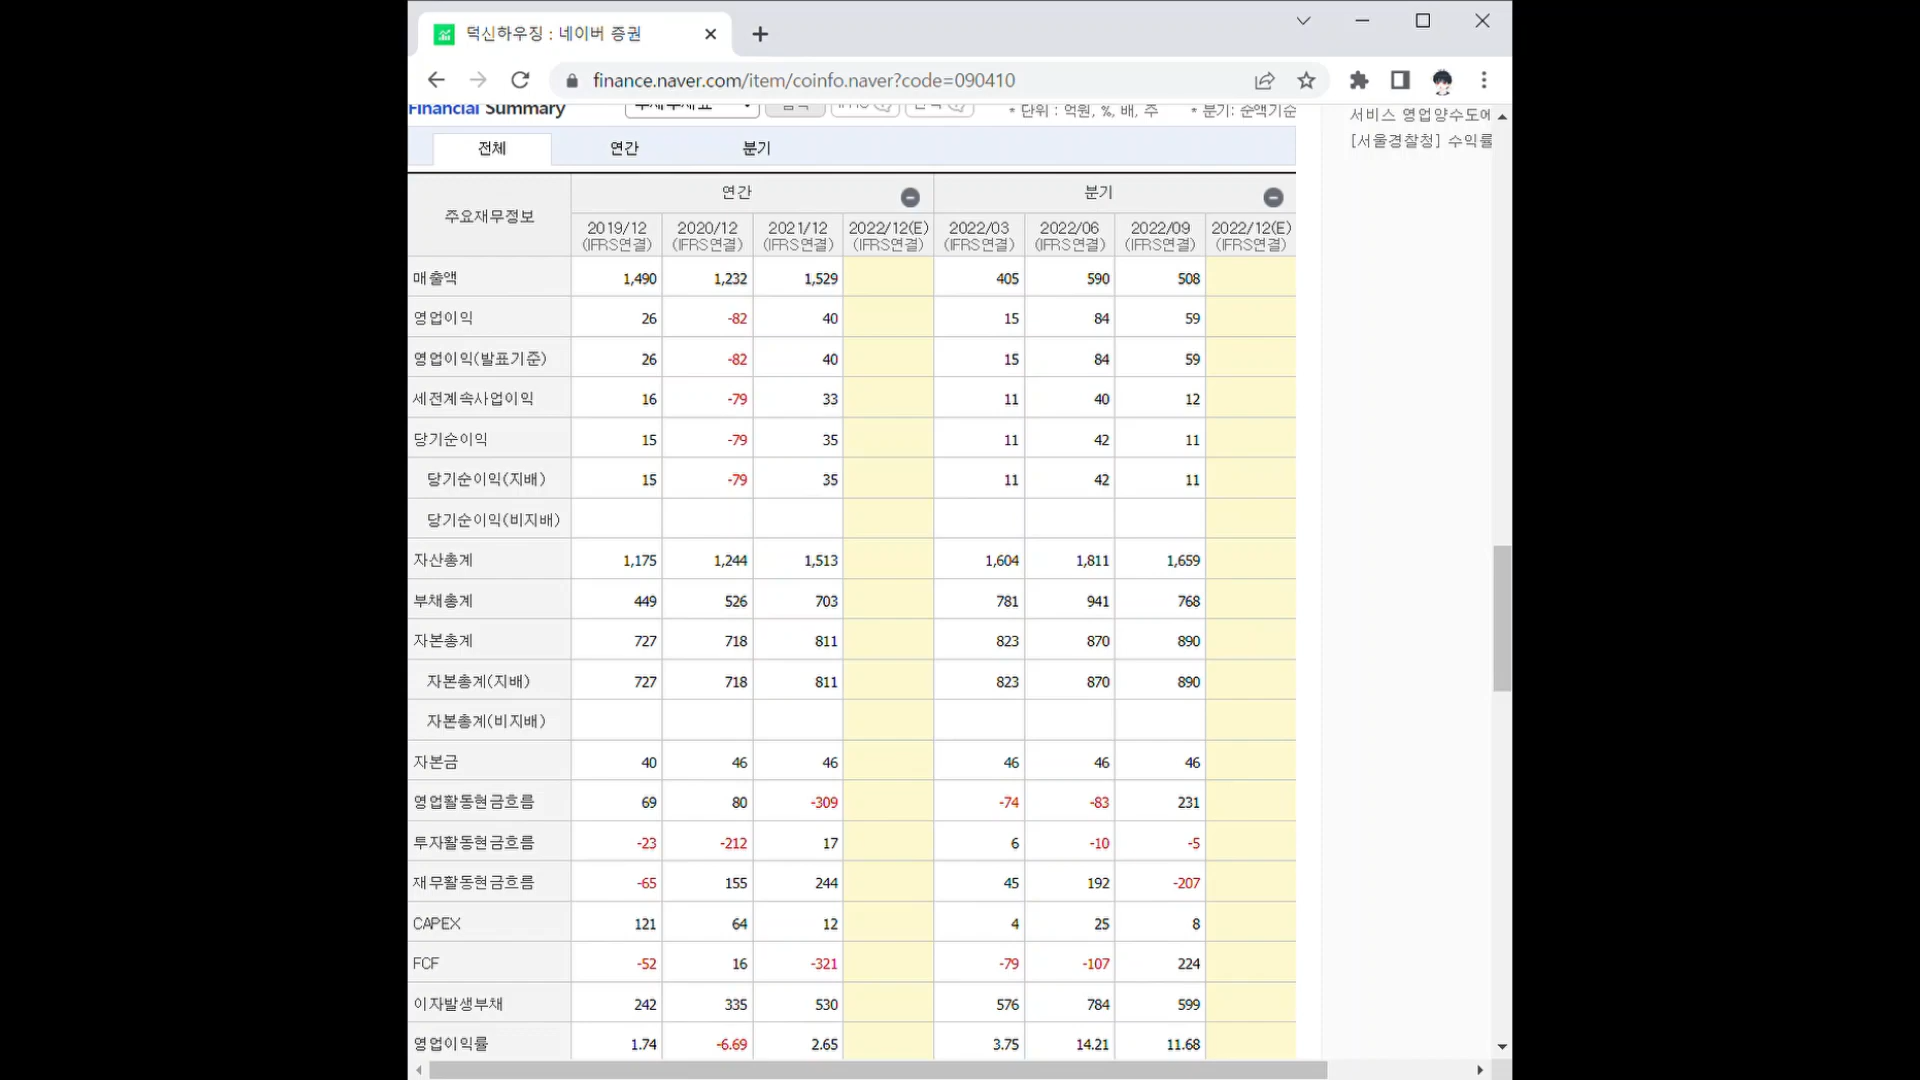 덕신하우징 : 네이버 증권
finance.naver.com/item/coinfo.naver?code=090410
Financial Summary
* 단위 : 억원, %, 배, 주 * 분기: 순액기준
서비스 영업양수도에
[서울경찰청] 수익률
전체 연간 분기
주요재무정보 연간 분기
2019/12 2020/12 2021/12 2022/12(E) 2022/03 2022/06 2022/09 2022/12(E)
(IFRS연결) (IFRS연결) (IFRS연결) (IFRS연결) (IFRS연결) (IFRS연결) (IFRS연결) (IFRS연결)
매출액 1,490 1,232 1,529 405 590 508
영업이익 26 -82 40 15 84 59
영업이익(발표기준) 26 -82 40 15 84 59
세전계속사업이익 16 -79 33 11 40 12
당기순이익 15 -79 35 11 42 11
당기순이익(지배) 15 -79 35 11 42 11
당기순이익(비지배)
자산총계 1,175 1,244 1,513 1,604 1,811 1,659
부채총계 449 526 703 781 941 768
자본총계 727 718 811 823 870 890
자본총계(지배) 727 718 811 823 870 890
자본총계(비지배)
자본금 40 46 46 46 46 46
영업활동현금흐름 69 80 -309 -74 -83 231
투자활동현금흐름 -23 -212 17 6 -10 -5
재무활동현금흐름 -65 155 244 45 192 -207
CAPEX 121 64 12 4 25 8
FCF -52 16 -321 -79 -107 224
이자발생부채 242 335 530 576 784 599
영업이익률 1.74 -6.69 2.65 3.75 14.21 11.68